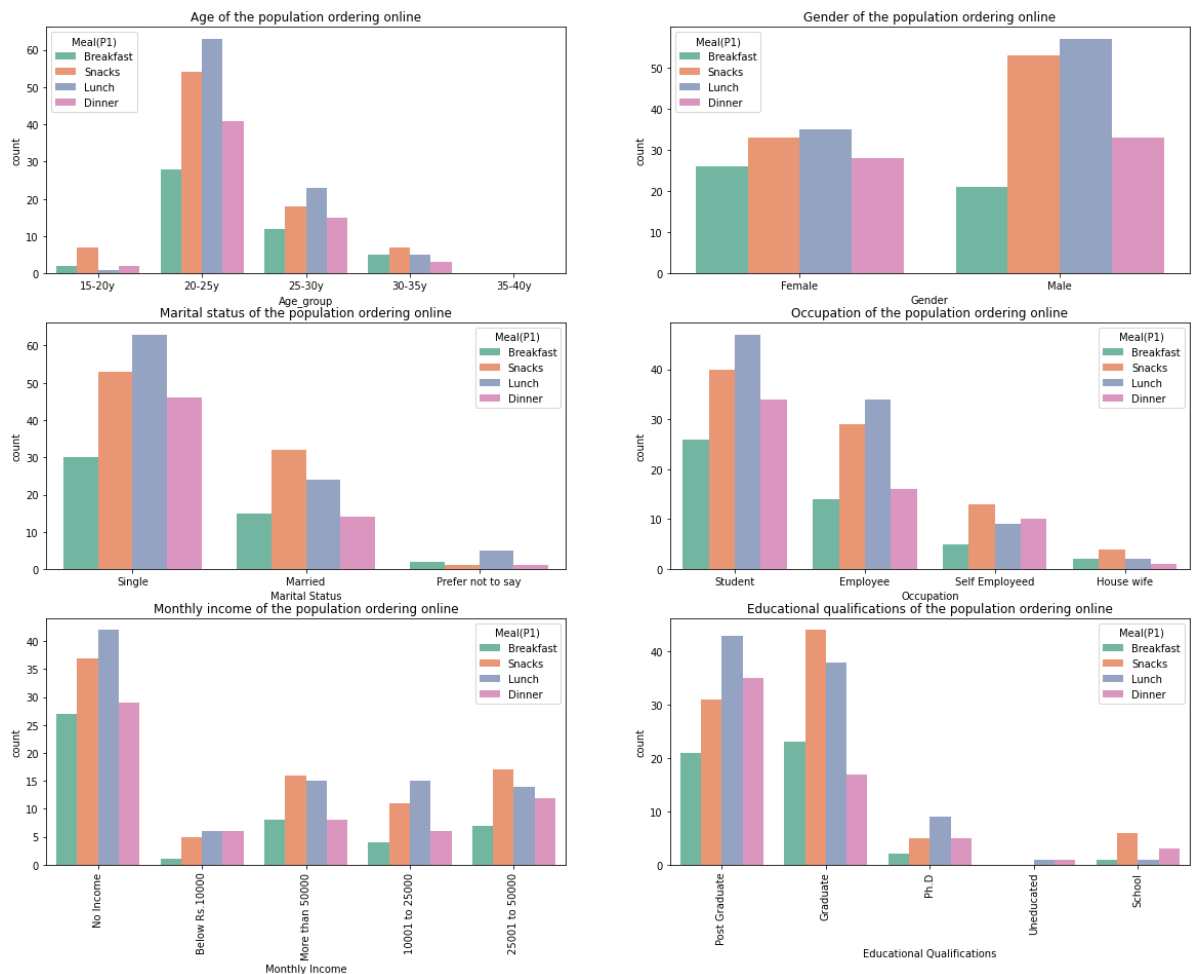 Age of the population ordering online
Meal(P1)
Breakfast
Snacks
Lunch
Dinner
60
50
40
30
20
10
0
count
15-20y 20-25y 25-30y 30-35y 35-40y
Age_group
Gender of the population ordering online
Meal(P1)
Breakfast
Snacks
Lunch
Dinner
50
40
30
20
10
0
count
Female Male
Gender
Marital status of the population ordering online
Meal(P1)
Breakfast
Snacks
Lunch
Dinner
60
50
40
30
20
10
0
count
Single Married Prefer not to say
Marital Status
Occupation of the population ordering online
Meal(P1)
Breakfast
Snacks
Lunch
Dinner
40
30
20
10
0
count
Student Employee Self Employeed House wife
Occupation
Monthly income of the population ordering online
Meal(P1)
Breakfast
Snacks
Lunch
Dinner
40
35
30
25
20
15
10
5
0
count
No Income
Below Rs.10000
More than 50000
10001 to 25000
25001 to 50000
Monthly Income
Educational qualifications of the population ordering online
Meal(P1)
Breakfast
Snacks
Lunch
Dinner
40
30
20
10
0
count
Post Graduate
Graduate
Ph.D
Uneducated
School
Educational Qualifications